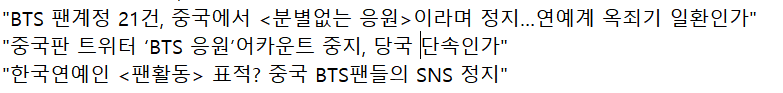 "BTS 팬계정 21건, 중국에서 <분별없는 응원>이라며 정지...연예계 옥죄기 일환인가"
"중국판 트위터 ‘BTS 응원’어카운트 중지, 당국 단속인가"
"한국연예인 <팬활동> 표적? 중국 BTS팬들의 SNS 정지"